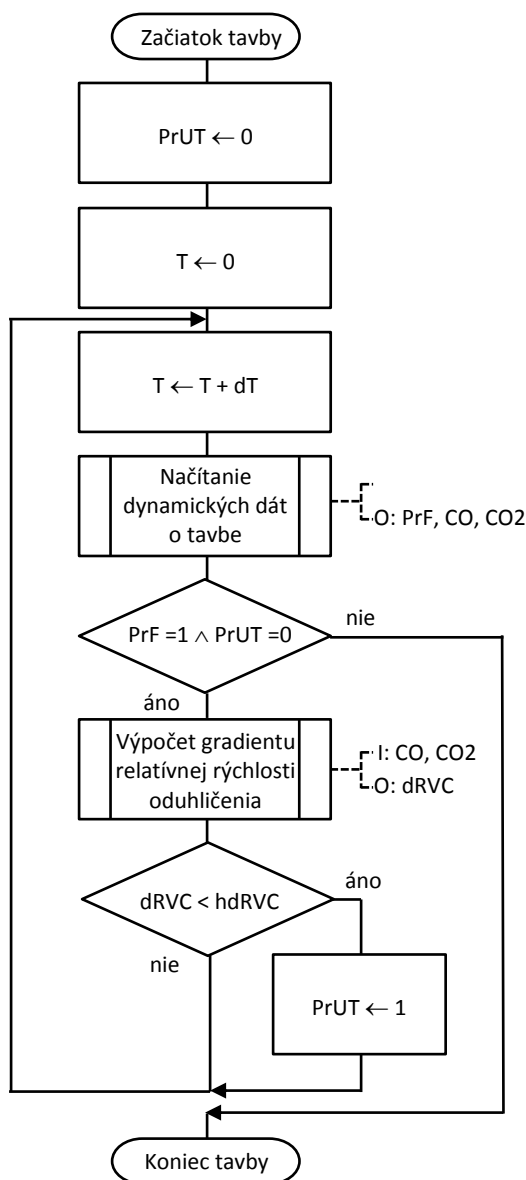 Začiatok tavby
PrUT ← 0
T ← 0
T ← T + dT
Načítanie
dynamických dát
o tavbe
O: PrF, CO, CO2
PrF =1 ∧ PrUT =0
nie
áno
Výpočet gradientu
relatívnej rýchlosti
oduhličenia
I: CO, CO2
O: dRVC
dRVC < hdRVC
áno
nie
PrUT ← 1
Koniec tavby